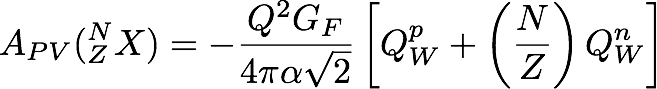 $A_{PV}({}^{N}_{Z}X) = -\frac{Q^2 G_F}{4\pi\alpha\sqrt{2}} \left[ Q^p_W + \left( \frac{N}{Z} \right) Q^n_W \right]$